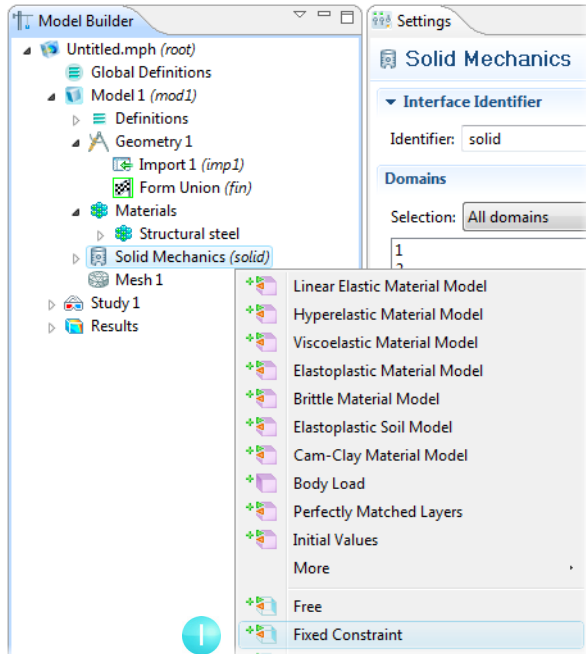 Model Builder
Untitled.mph (root)
Global Definitions
Model 1 (mod1)
Definitions
Geometry 1
Import 1 (imp1)
Form Union (fin)
Materials
Structural steel
Solid Mechanics (solid)
Mesh 1
Study 1
Results
Settings
Solid Mechanics
Interface Identifier
Identifier: solid
Domains
Selection: All domains
1
Linear Elastic Material Model
Hyperelastic Material Model
Viscoelastic Material Model
Elastoplastic Material Model
Brittle Material Model
Elastoplastic Soil Model
Cam-Clay Material Model
Body Load
Perfectly Matched Layers
Initial Values
More
Free
Fixed Constraint